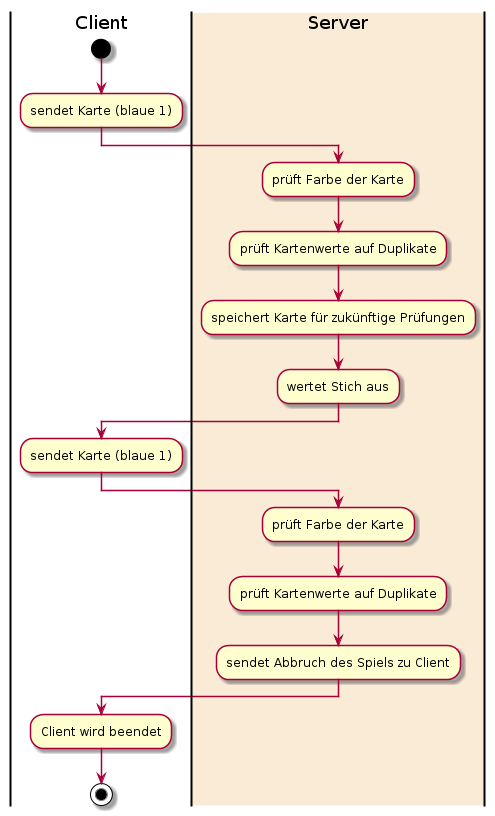 Client
Server
sendet Karte (blaue 1)
prüft Farbe der Karte
prüft Kartenwerte auf Duplikate
speichert Karte für zukünftige Prüfungen
wertet Stich aus
sendet Karte (blaue 1)
prüft Farbe der Karte
prüft Kartenwerte auf Duplikate
sendet Abbruch des Spiels zu Client
Client wird beendet